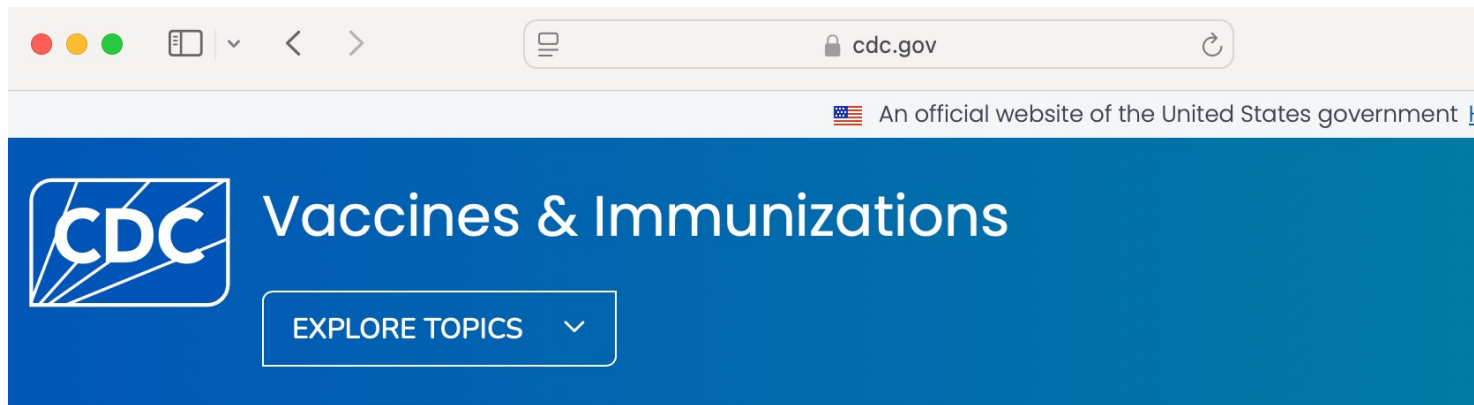 cdc.gov
An official website of the United States government
CDC
Vaccines & Immunizations
EXPLORE TOPICS